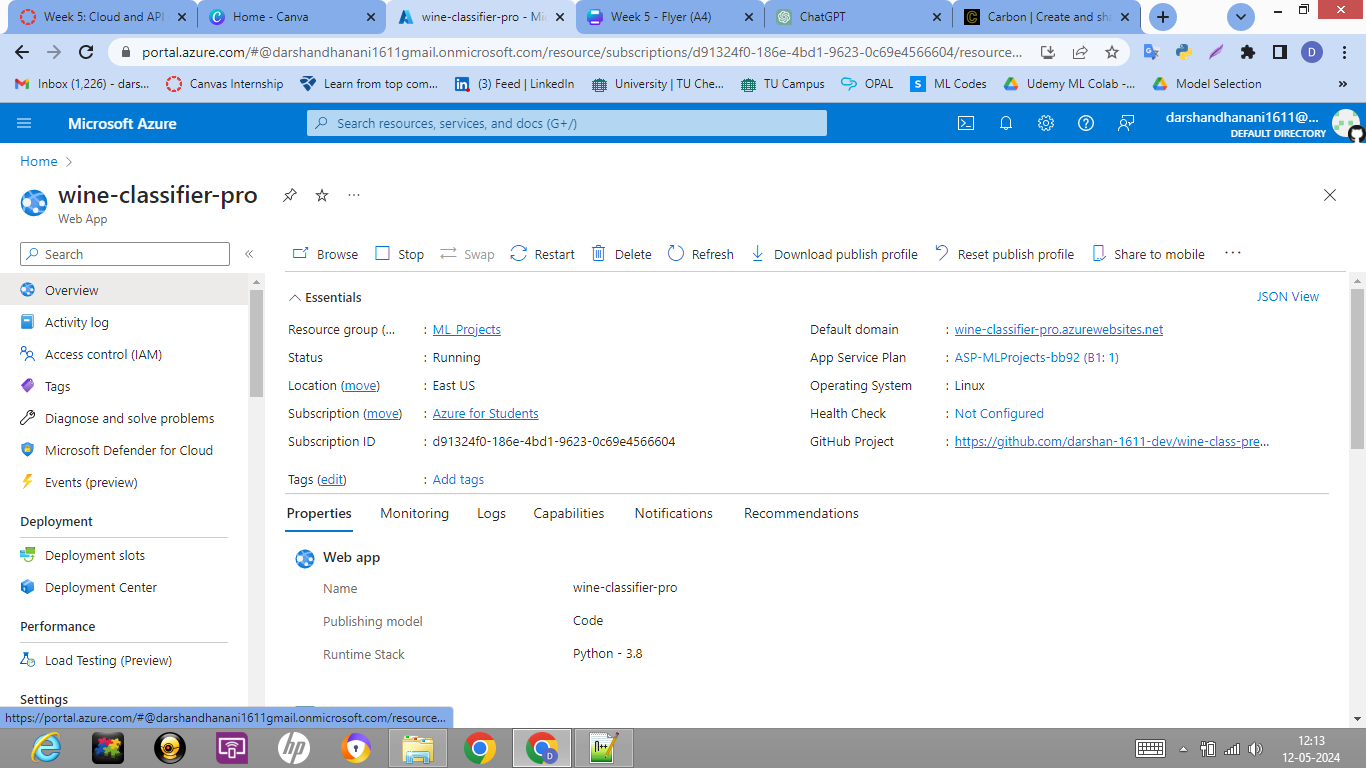 Week 5: Cloud and API
Home - Canva
wine-classifier-pro - Mi
Week 5 - Flyer (A4)
ChatGPT
Carbon | Create and sha
portal.azure.com/#@darshandhanani1611gmail.onmicrosoft.com/resource/subscriptions/d91324f0-186e-4bd1-9623-0c69e4566604/resource...
D
Inbox (1,226) - dars...
Canvas Internship
Learn from top com...
(3) Feed | LinkedIn
University | TU Che...
TU Campus
OPAL
ML Codes
Udemy ML Colab -...
Model Selection
»
Microsoft Azure
Search resources, services, and docs (G+/)
darshandhanani1611@...
DEFAULT DIRECTORY
Home
wine-classifier-pro
Web App
Search
«
Browse
Stop
Swap
Restart
Delete
Refresh
Download publish profile
Reset publish profile
Share to mobile
Overview
Activity log
Access control (IAM)
Tags
Diagnose and solve problems
Microsoft Defender for Cloud
Events (preview)
Deployment
Deployment slots
Deployment Center
Performance
Load Testing (Preview)
Settings
Essentials
JSON View
Resource group (... : ML_Projects
Status : Running
Location (move) : East US
Subscription (move) : Azure for Students
Subscription ID : d91324f0-186e-4bd1-9623-0c69e4566604
Default domain : wine-classifier-pro.azurewebsites.net
App Service Plan : ASP-MLProjects-bb92 (B1: 1)
Operating System : Linux
Health Check : Not Configured
GitHub Project : https://github.com/darshan-1611-dev/wine-class-pre...
Tags (edit) : Add tags
Properties
Monitoring
Logs
Capabilities
Notifications
Recommendations
Web app
Name wine-classifier-pro
Publishing model Code
Runtime Stack Python - 3.8
https://portal.azure.com/#@darshandhanani1611gmail.onmicrosoft.com/resource...
hp
D
12:13
12-05-2024